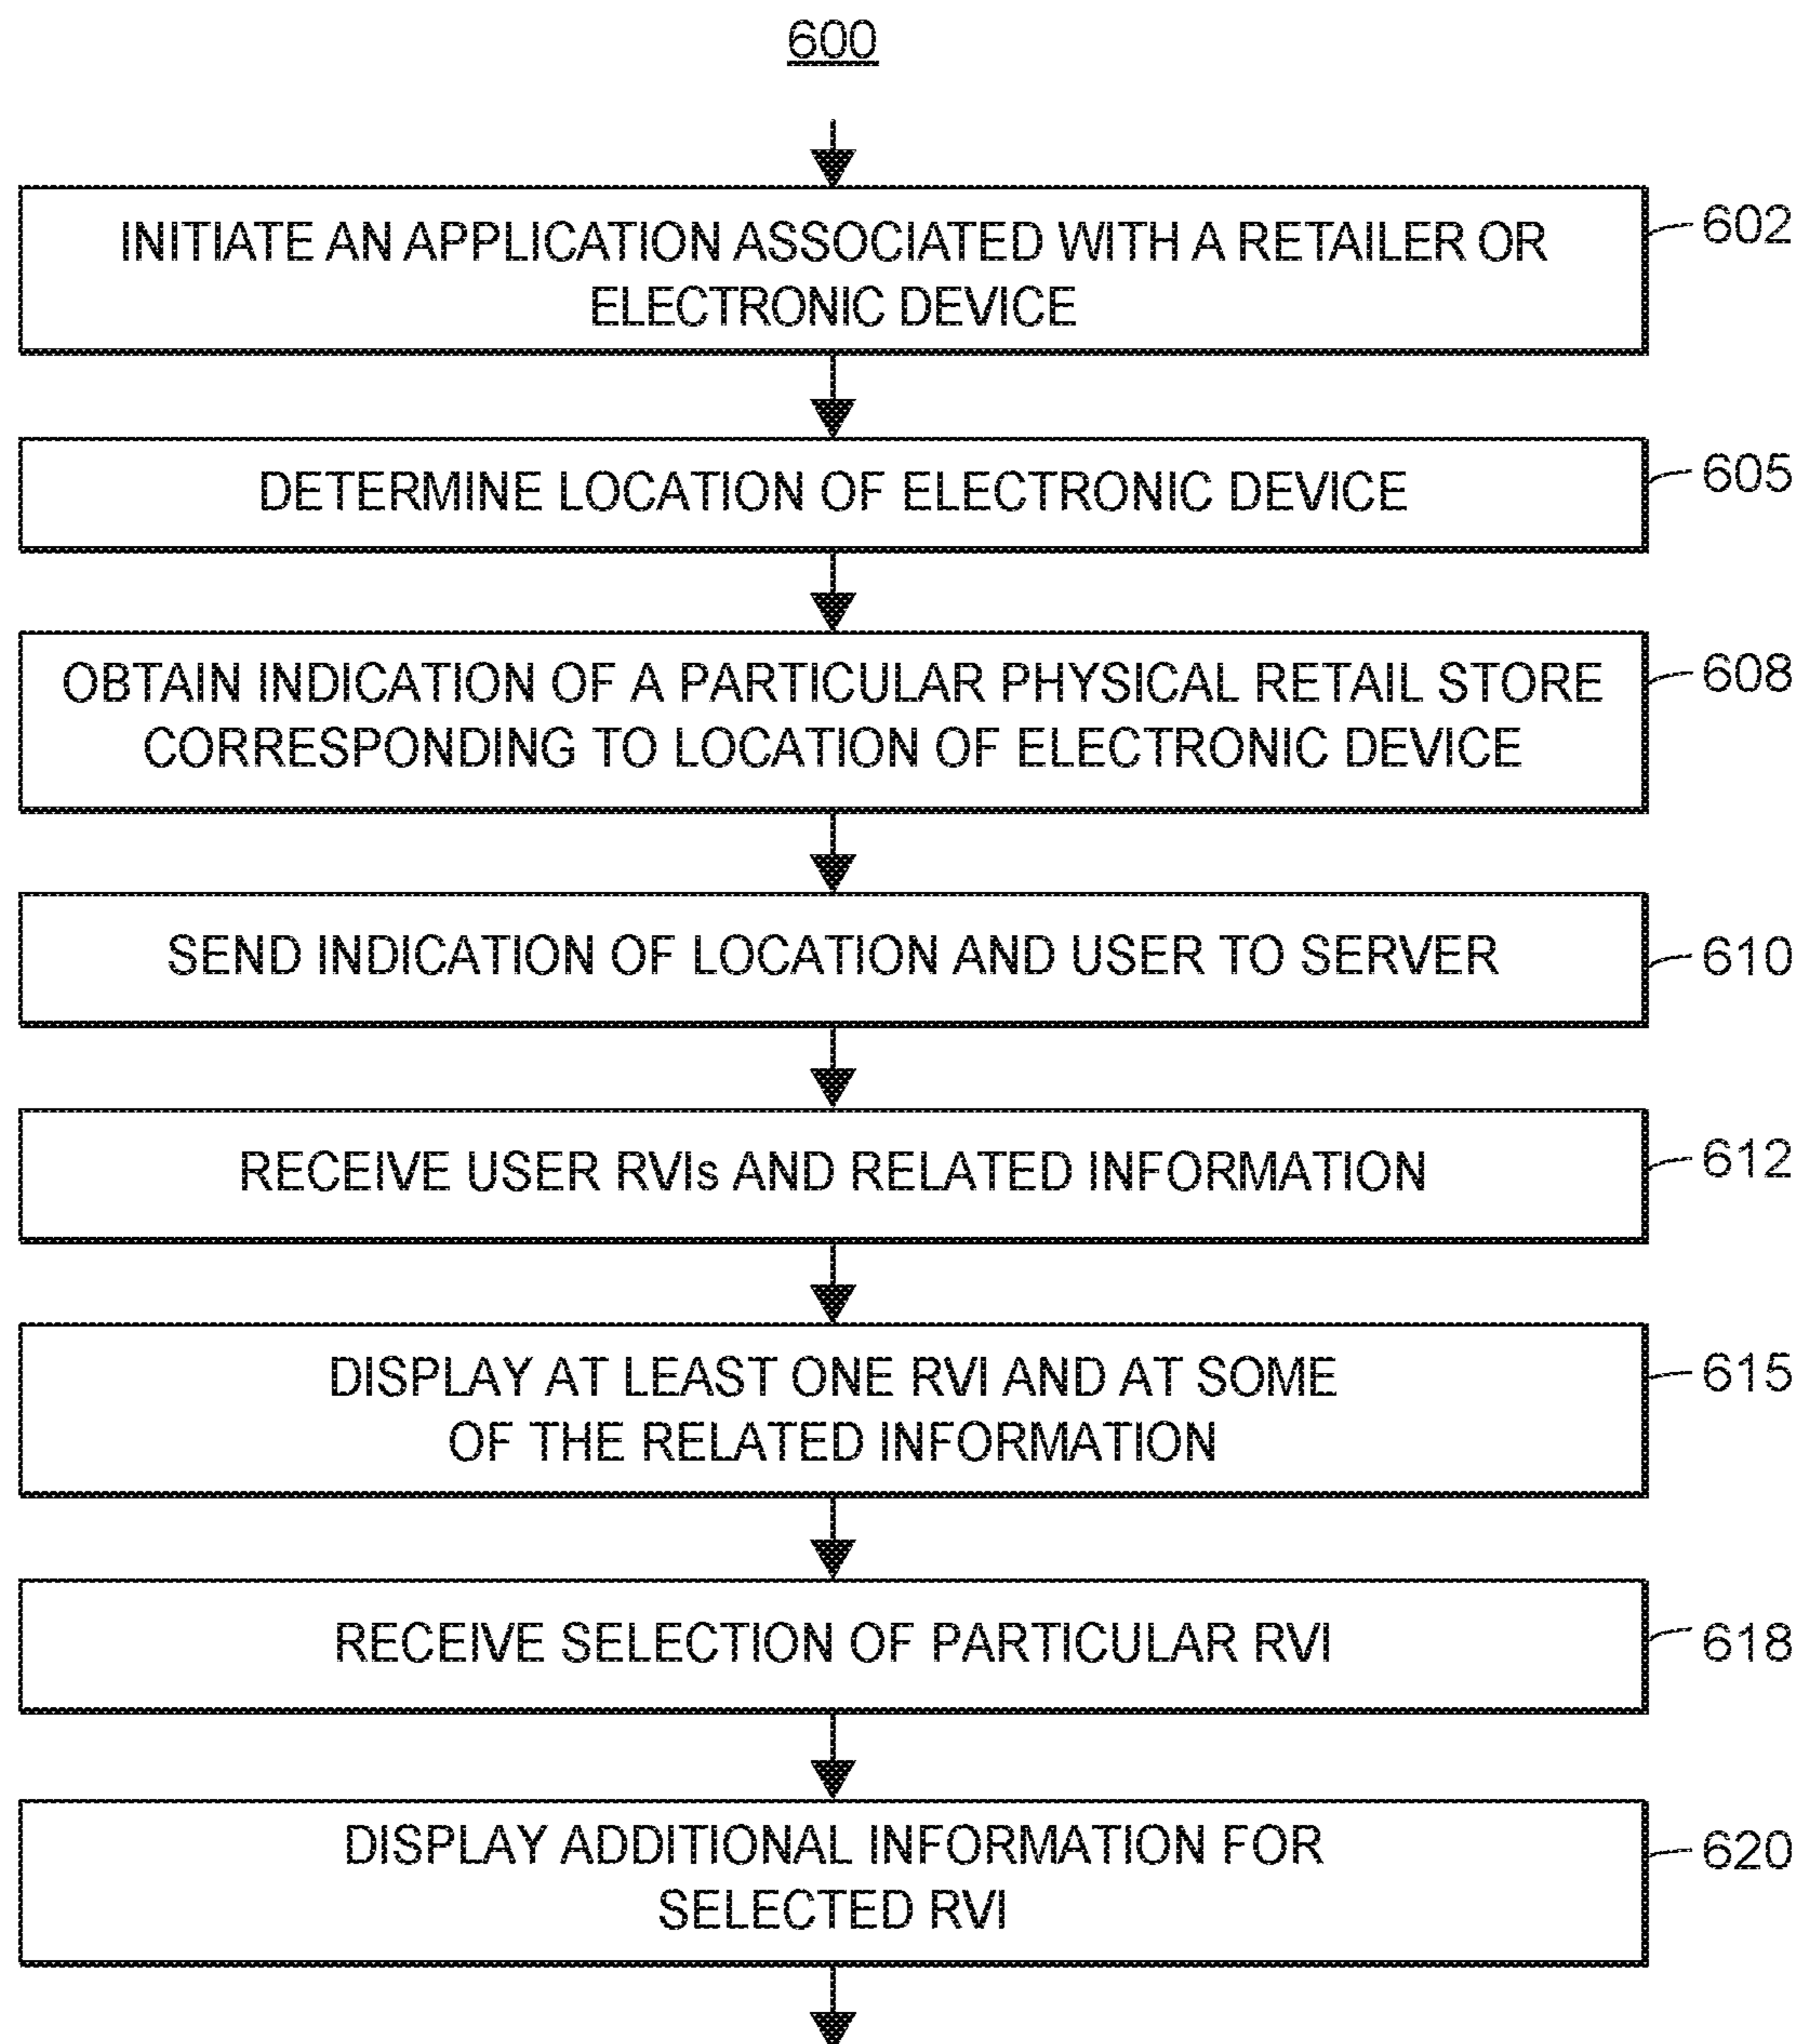 600
INITIATE AN APPLICATION ASSOCIATED WITH A RETAILER OR
ELECTRONIC DEVICE
602
DETERMINE LOCATION OF ELECTRONIC DEVICE
605
OBTAIN INDICATION OF A PARTICULAR PHYSICAL RETAIL STORE
CORRESPONDING TO LOCATION OF ELECTRONIC DEVICE
608
SEND INDICATION OF LOCATION AND USER TO SERVER
610
RECEIVE USER RVIs AND RELATED INFORMATION
612
DISPLAY AT LEAST ONE RVI AND AT SOME
OF THE RELATED INFORMATION
615
RECEIVE SELECTION OF PARTICULAR RVI
618
DISPLAY ADDITIONAL INFORMATION FOR
SELECTED RVI
620